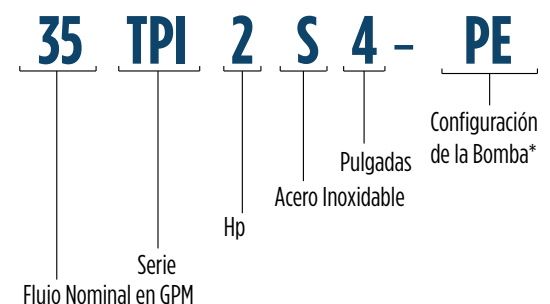 35 TPI 2 S 4 - PE
Configuración
de la Bomba*
Pulgadas
Acero Inoxidable
Hp
Serie
Flujo Nominal en GPM